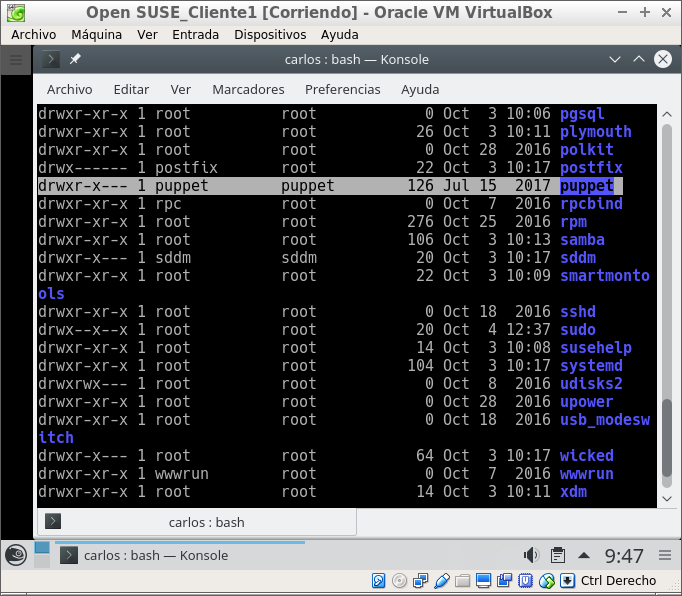 Open SUSE_Cliente1 [Corriendo] - Oracle VM VirtualBox
Archivo Máquina Ver Entrada Dispositivos Ayuda
carlos : bash — Konsole
Archivo Editar Ver Marcadores Preferencias Ayuda
drwxr-xr-x 1 root root 0 Oct 3 10:06 pgsql
drwxr-xr-x 1 root root 26 Oct 3 10:11 plymouth
drwxr-xr-x 1 root root 0 Oct 28 2016 polkit
drwx------ 1 postfix root 22 Oct 3 10:17 postfix
drwxr-x--- 1 puppet puppet 126 Jul 15 2017 puppet
drwxr-xr-x 1 rpc root 0 Oct 7 2016 rpcbind
drwxr-xr-x 1 root root 276 Oct 25 2016 rpm
drwxr-xr-x 1 root root 106 Oct 3 10:13 samba
drwxr-x--- 1 sddm sddm 20 Oct 3 10:17 sddm
drwxr-xr-x 1 root root 22 Oct 3 10:09 smartmonto
ols
drwxr-xr-x 1 root root 0 Oct 18 2016 sshd
drwx--x--x 1 root root 20 Oct 4 12:37 sudo
drwxr-xr-x 1 root root 14 Oct 3 10:08 susehelp
drwxr-xr-x 1 root root 104 Oct 3 10:17 systemd
drwxrwx--- 1 root root 0 Oct 8 2016 udisks2
drwxr-xr-x 1 root root 0 Oct 28 2016 upower
drwxr-xr-x 1 root root 0 Oct 18 2016 usb_modesw
itch
drwxr-x--- 1 root root 64 Oct 3 10:17 wicked
drwxr-xr-x 1 wwwrun root 0 Oct 7 2016 wwwrun
drwxr-xr-x 1 root root 14 Oct 3 10:11 xdm
carlos : bash
carlos : bash — Konsole 9:47
Ctrl Derecho